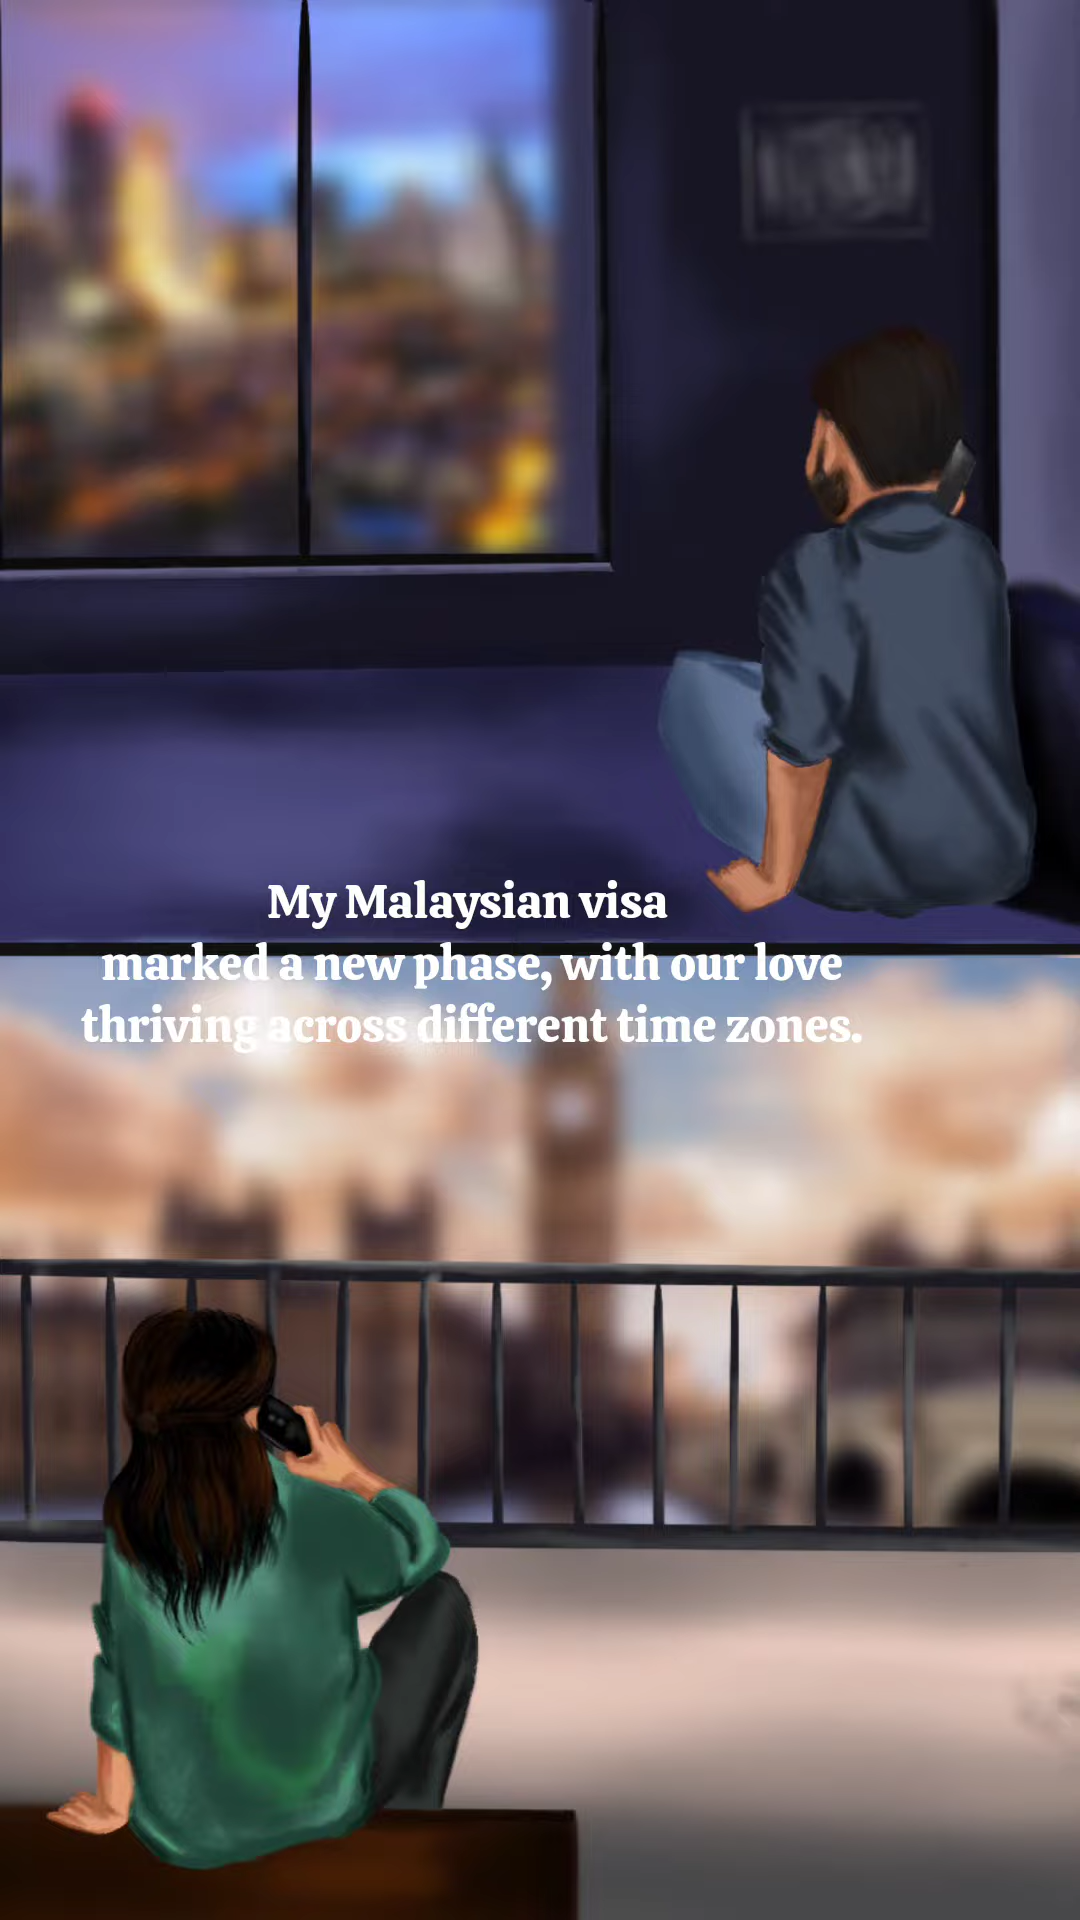 My Malaysian visa
marked a new phase, with our love
thriving across different time zones.